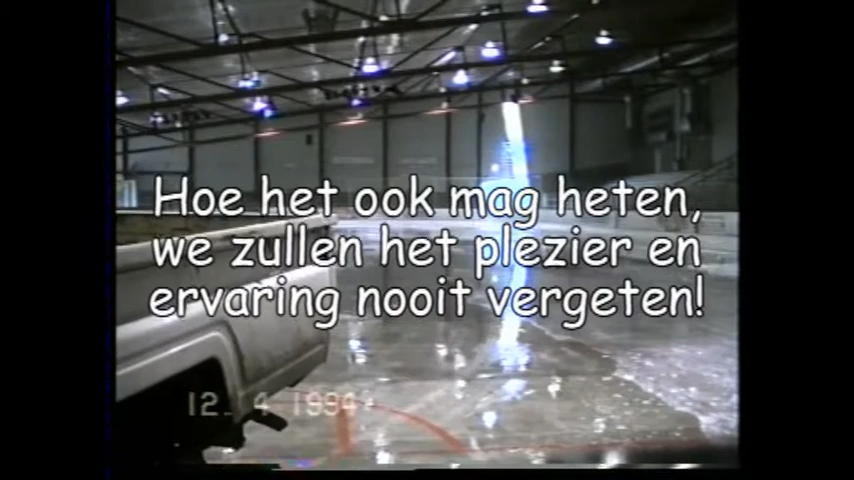 Hoe het ook mag heten,
we zullen het plezier en
ervaring nooit vergeten!
12. 4. 1994